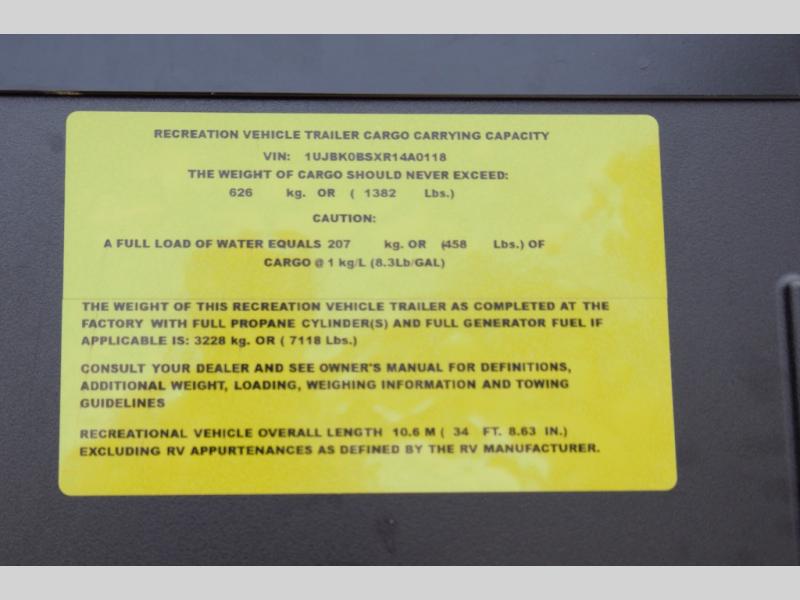 RECREATION VEHICLE TRAILER CARGO CARRYING CAPACITY
VIN: 1UJBK0BSXR14A0118
THE WEIGHT OF CARGO SHOULD NEVER EXCEED:
626 kg. OR ( 1382 Lbs.)
CAUTION:
A FULL LOAD OF WATER EQUALS 207 kg. OR (458 Lbs.) OF
CARGO @ 1 kg/L (8.3Lb/GAL)
THE WEIGHT OF THIS RECREATION VEHICLE TRAILER AS COMPLETED AT THE
FACTORY WITH FULL PROPANE CYLINDER(S) AND FULL GENERATOR FUEL IF
APPLICABLE IS: 3228 kg. OR ( 7118 Lbs.)
CONSULT YOUR DEALER AND SEE OWNER'S MANUAL FOR DEFINITIONS,
ADDITIONAL WEIGHT, LOADING, WEIGHING INFORMATION AND TOWING
GUIDELINES
RECREATIONAL VEHICLE OVERALL LENGTH 10.6 M ( 34 FT. 8.63 IN.)
EXCLUDING RV APPURTENANCES AS DEFINED BY THE RV MANUFACTURER.